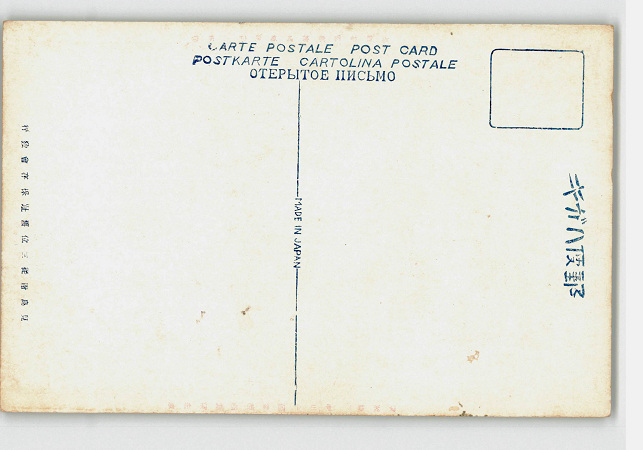 CARTE POSTALE POST CARD
POSTKARTE CARTOLINA POSTALE
ОТЕРЫТОЕ ПИСЬМО
郵便ハガキ
MADE IN JAPAN